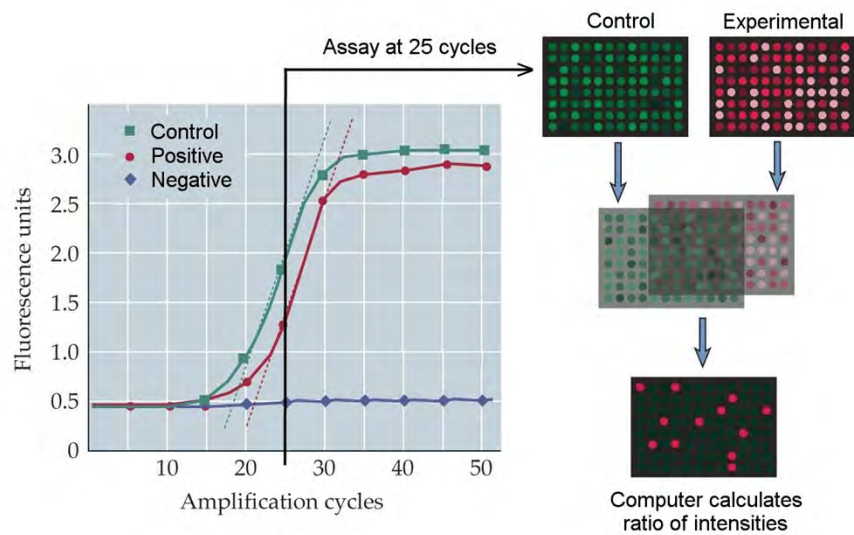 Control
Experimental
Assay at 25 cycles
Control
Positive
Negative
3.0
2.5
2.0
1.5
1.0
0.5
0
Fluorescence units
10
20
30
40
50
Amplification cycles
Computer calculates
ratio of intensities